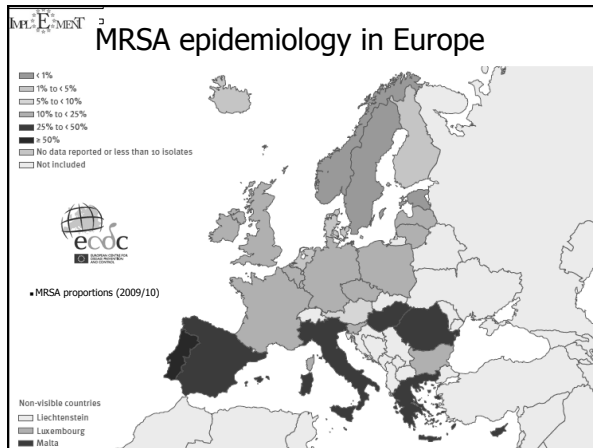 IMPL E MENT
MRSA epidemiology in Europe
< 1%
1% to < 5%
5% to < 10%
10% to < 25%
25% to < 50%
≥ 50%
No data reported or less than 10 isolates
Not included
ecdc
EUROPEAN CENTRE FOR
DISEASE PREVENTION
AND CONTROL
▪ MRSA proportions (2009/10)
Non-visible countries
Liechtenstein
Luxembourg
Malta